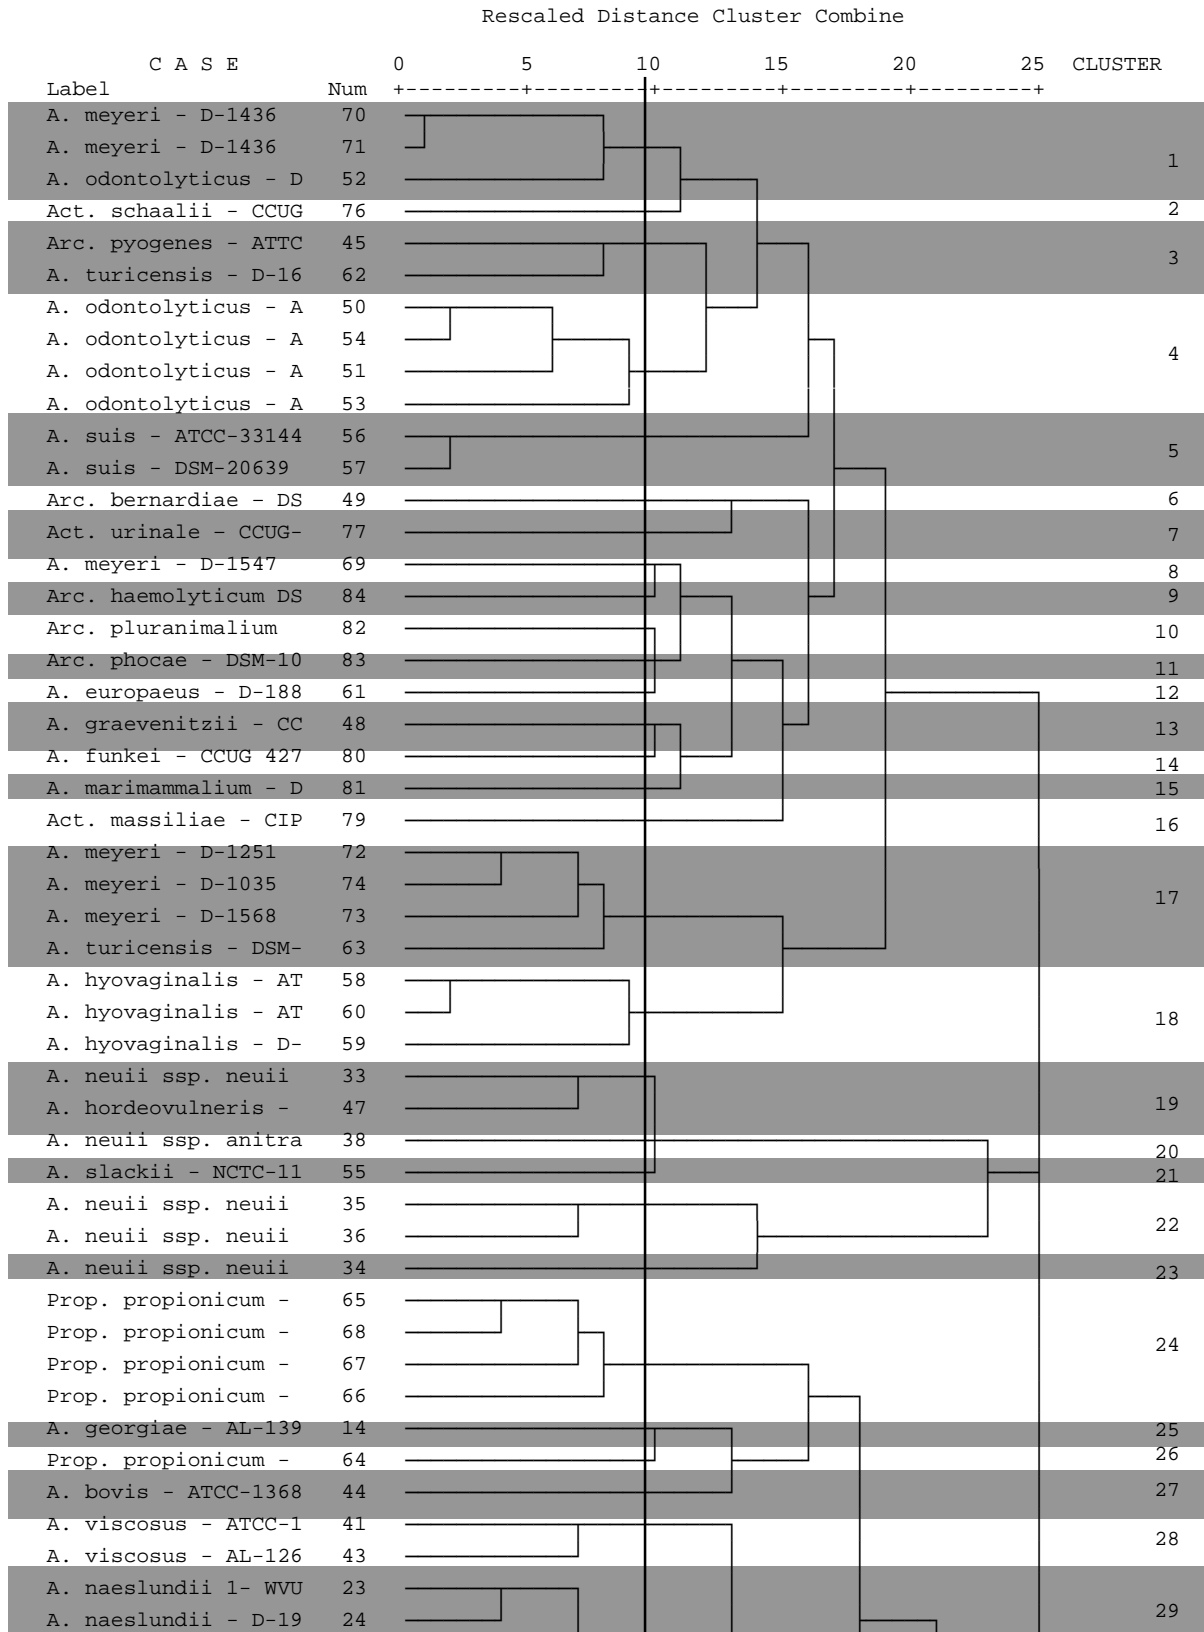 Rescaled Distance Cluster Combine
C A S E 0 5 10 15 20 25 CLUSTER
Label Num +---------+---------+---------+---------+---------+
A. meyeri - D-1436 70
A. meyeri - D-1436 71
1
A. odontolyticus - D 52
Act. schaalii - CCUG 76 2
Arc. pyogenes - ATTC 45
3
A. turicensis - D-16 62
A. odontolyticus - A 50
A. odontolyticus - A 54
4
A. odontolyticus - A 51
A. odontolyticus - A 53
A. suis - ATCC-33144 56
5
A. suis - DSM-20639 57
Arc. bernardiae - DS 49 6
Act. urinale - CCUG- 77 7
A. meyeri - D-1547 69 8
Arc. haemolyticum DS 84 9
Arc. pluranimalium 82 10
Arc. phocae - DSM-10 83 11
A. europaeus - D-188 61 12
A. graevenitzii - CC 48 13
A. funkei - CCUG 427 80 14
A. marimammalium - D 81 15
Act. massiliae - CIP 79 16
A. meyeri - D-1251 72
A. meyeri - D-1035 74
17
A. meyeri - D-1568 73
A. turicensis - DSM- 63
A. hyovaginalis - AT 58
A. hyovaginalis - AT 60
18
A. hyovaginalis - D- 59
A. neuii ssp. neuii 33
19
A. hordeovulneris - 47
A. neuii ssp. anitra 38 20
A. slackii - NCTC-11 55 21
A. neuii ssp. neuii 35
22
A. neuii ssp. neuii 36
A. neuii ssp. neuii 34 23
Prop. propionicum - 65
Prop. propionicum - 68
24
Prop. propionicum - 67
Prop. propionicum - 66
A. georgiae - AL-139 14 25
Prop. propionicum - 64 26
A. bovis - ATCC-1368 44 27
A. viscosus - ATCC-1 41
28
A. viscosus - AL-126 43
A. naeslundii 1- WVU 23
29
A. naeslundii - D-19 24